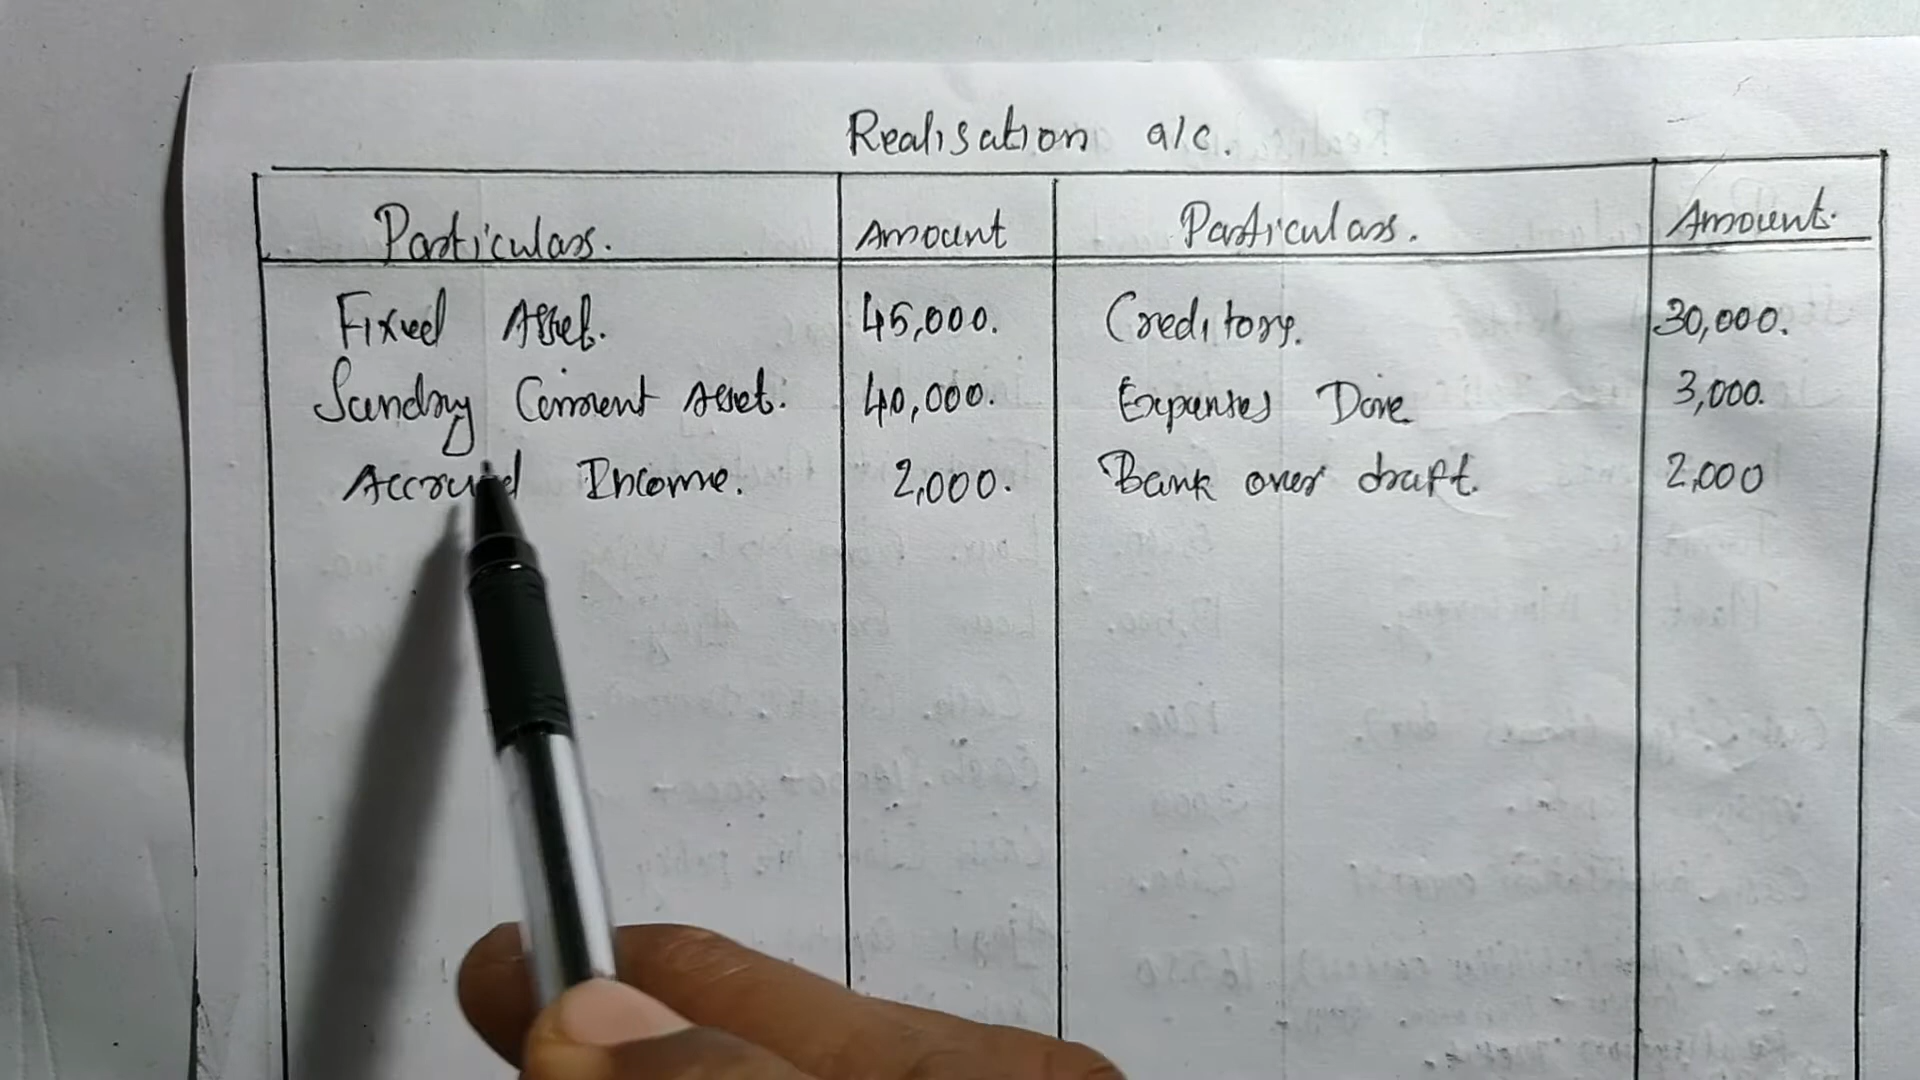 Realisation a/c.
Particulars. Amount Particulars. Amount.
Fixed Asset. 45,000. Creditors. 30,000.
Sundry Current Asset. 40,000. Expenses Due 3,000.
Accrued Income. 2,000. Bank over draft. 2,000